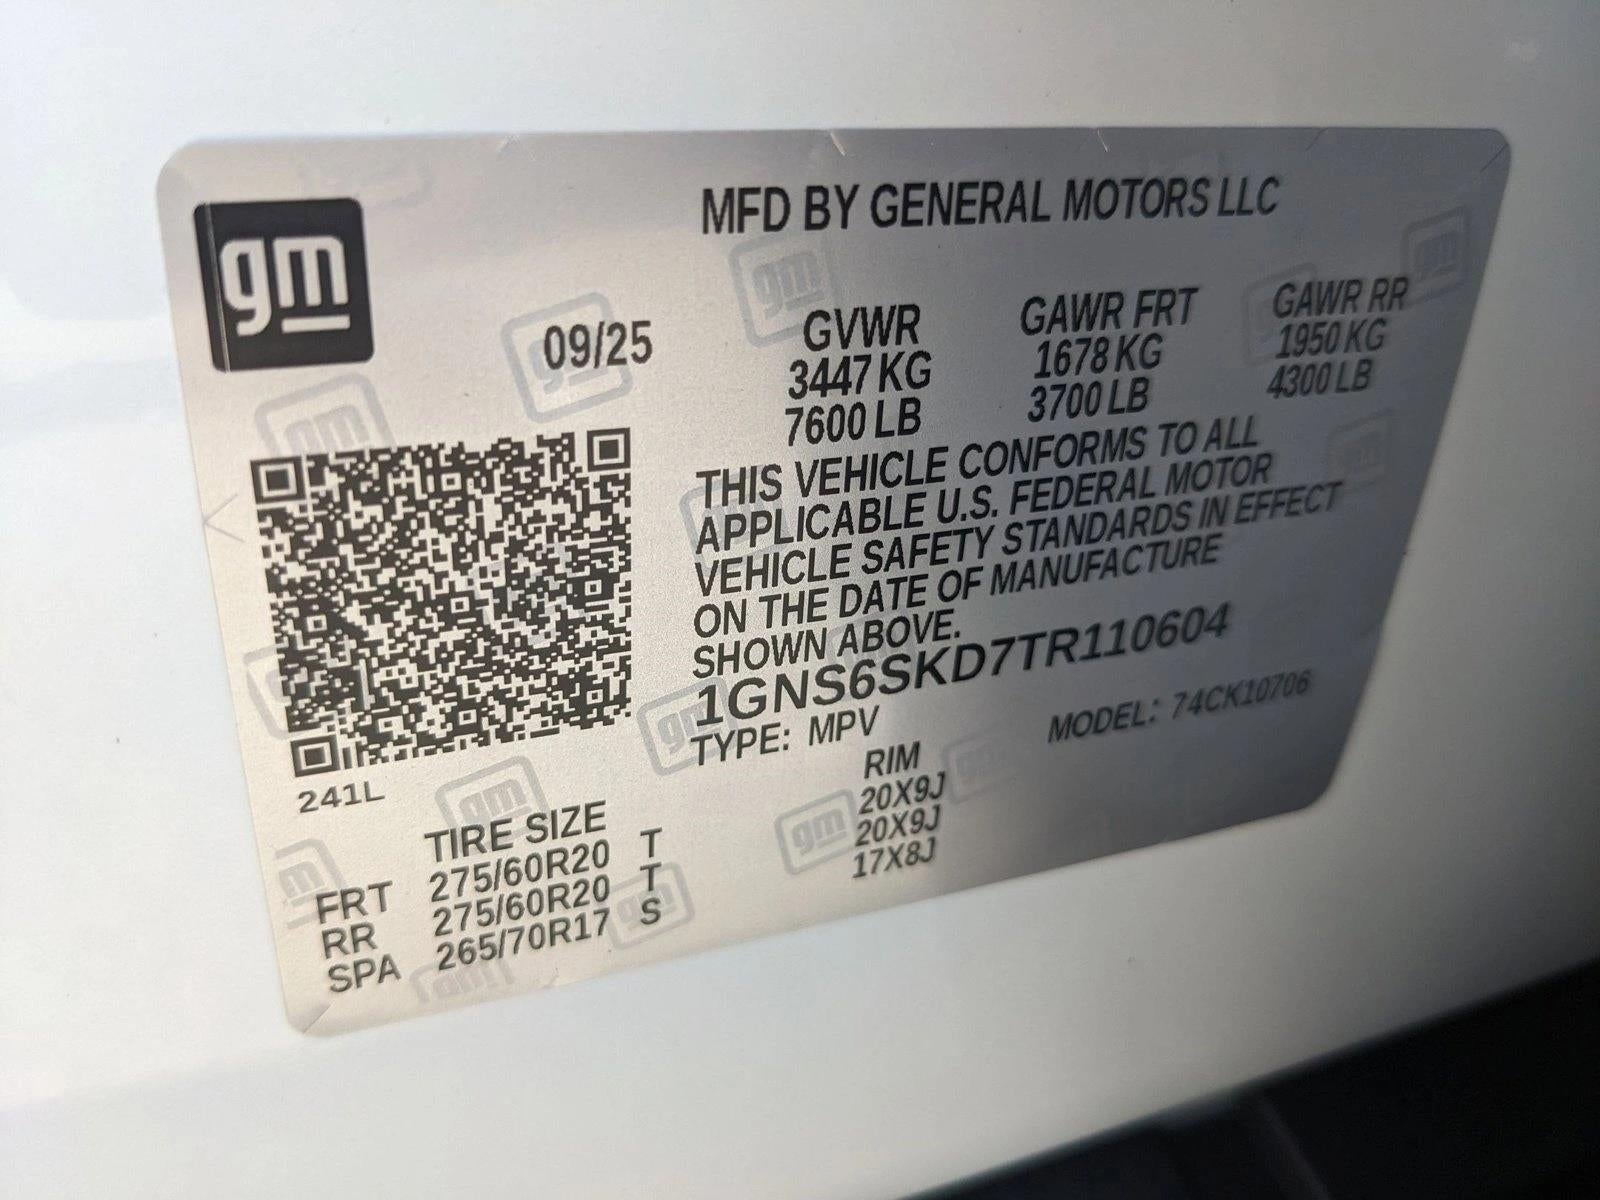 gm
MFD BY GENERAL MOTORS LLC
09/25
GVWR GAWR FRT GAWR RR
3447 KG 1678 KG 1950 KG
7600 LB 3700 LB 4300 LB
THIS VEHICLE CONFORMS TO ALL
APPLICABLE U.S. FEDERAL MOTOR
VEHICLE SAFETY STANDARDS IN EFFECT
ON THE DATE OF MANUFACTURE
SHOWN ABOVE.
1GNS6SKD7TR110604
TYPE: MPV MODEL: 74CK10706
241L
TIRE SIZE RIM
FRT 275/60R20 T 20X9J
RR 275/60R20 T 20X9J
SPA 265/70R17 S 17X8J